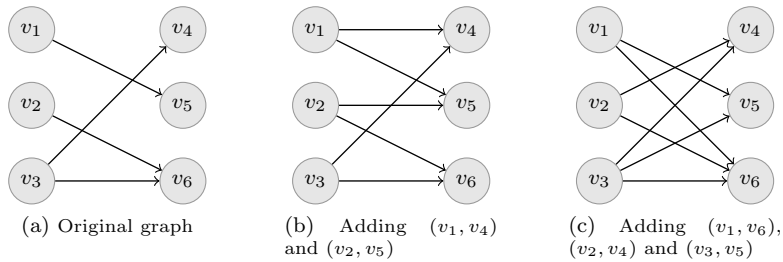 v1 v4 v1 v4 v1 v4
v2 v5 v2 v5 v2 v5
v3 v6 v3 v6 v3 v6
(a) Original graph
(b) Adding (v1, v4)
and (v2, v5)
(c) Adding (v1, v6),
(v2, v4) and (v3, v5)